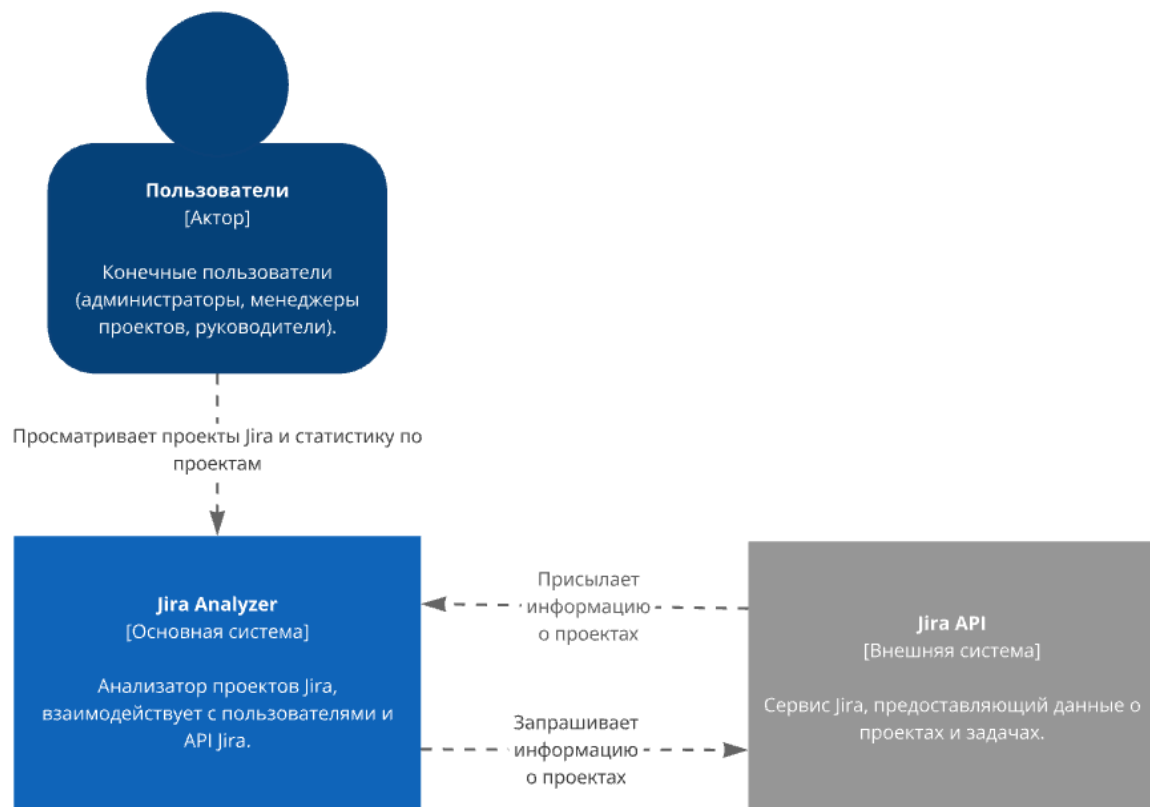 Пользователи
[Актор]
Конечные пользователи
(администраторы, менеджеры
проектов, руководители).
Просматривает проекты Jira и статистику по
проектам
Jira Analyzer
[Основная система]
Анализатор проектов Jira,
взаимодействует с пользователями и
API Jira.
Присылает
информацию
о проектах
Запрашивает
информацию
о проектах
Jira API
[Внешняя система]
Сервис Jira, предоставляющий данные о
проектах и задачах.